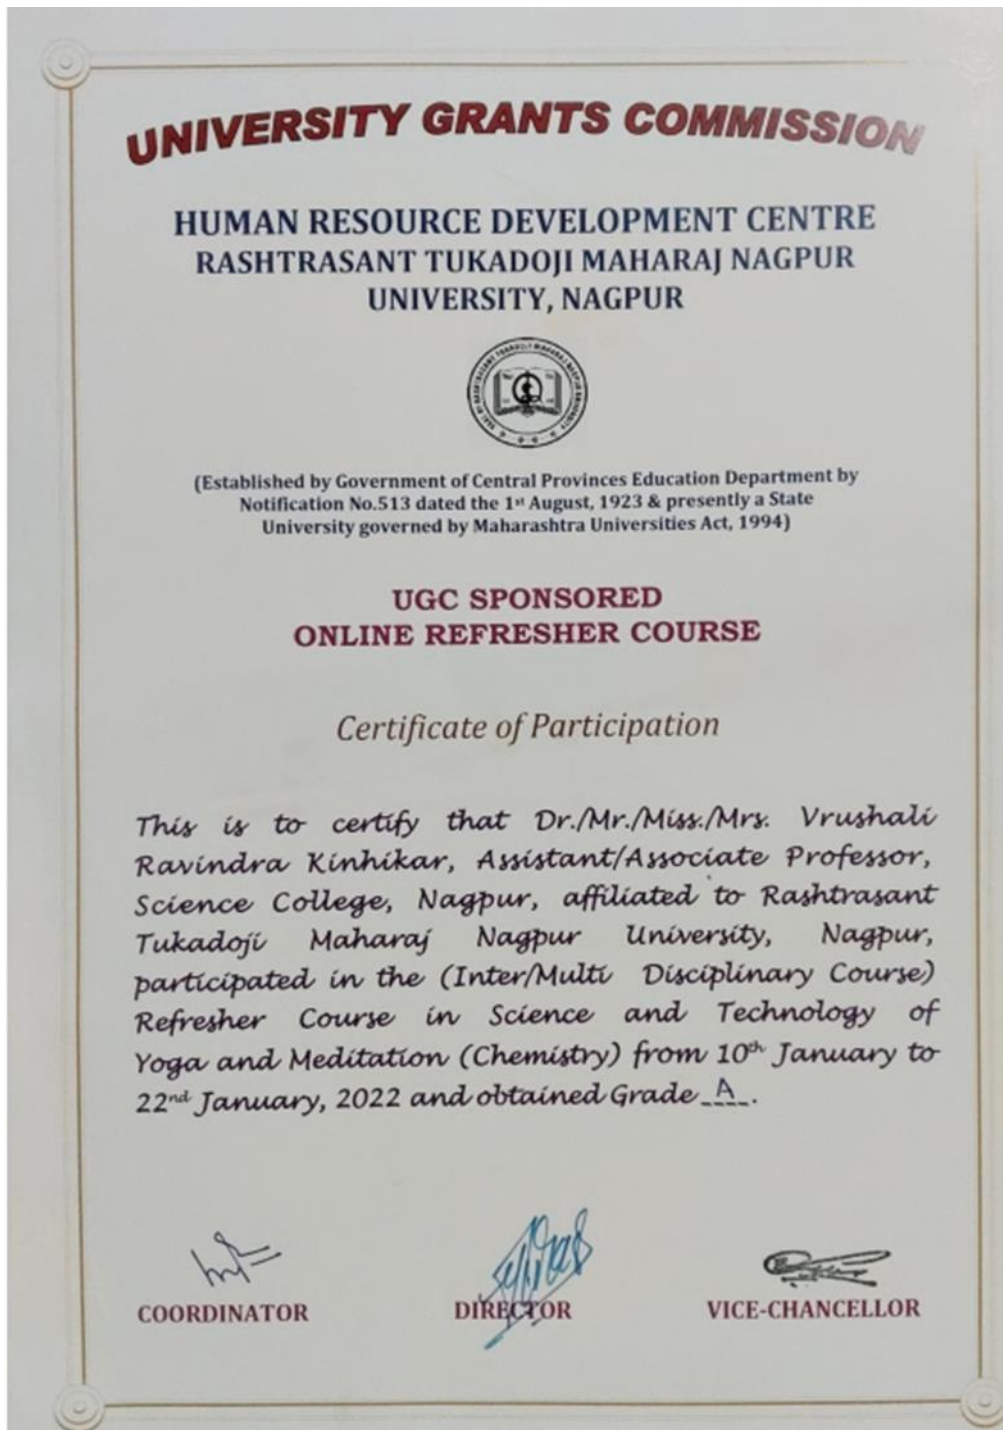 UNIVERSITY GRANTS COMMISSION
HUMAN RESOURCE DEVELOPMENT CENTRE
RASHTRASANT TUKADOJI MAHARAJ NAGPUR
UNIVERSITY, NAGPUR
(Established by Government of Central Provinces Education Department by
Notification No.513 dated the 1st August, 1923 & presently a State
University governed by Maharashtra Universities Act, 1994)
UGC SPONSORED
ONLINE REFRESHER COURSE
Certificate of Participation
This is to certify that Dr./Mr./Miss./Mrs. Vrushali
Ravindra Kinhikar, Assistant/Associate Professor,
Science College, Nagpur, affiliated to Rashtrasant
Tukadoji Maharaj Nagpur University, Nagpur,
participated in the (Inter/Multi Disciplinary Course)
Refresher Course in Science and Technology of
Yoga and Meditation (Chemistry) from 10th January to
22nd January, 2022 and obtained Grade A.
COORDINATOR
DIRECTOR
VICE-CHANCELLOR